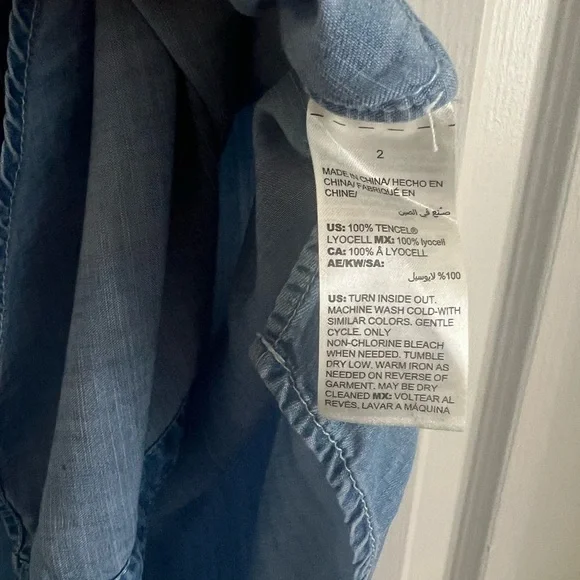 2
MADE IN CHINA/ HECHO EN
CHINA/ FABRIQUÉ EN
CHINE/
صنع في الصين
US: 100% TENCEL®
LYOCELL MX: 100% lyocell
CA: 100% Â LYOCELL
AE/KW/SA:
100% لايوسيل
US: TURN INSIDE OUT.
MACHINE WASH COLD-WITH
SIMILAR COLORS. GENTLE
CYCLE. ONLY
NON-CHLORINE BLEACH
WHEN NEEDED. TUMBLE
DRY LOW. WARM IRON AS
NEEDED ON REVERSE OF
GARMENT. MAY BE DRY
CLEANED MX: VOLTEAR AL
REVÉS, LAVAR A MÁQUINA